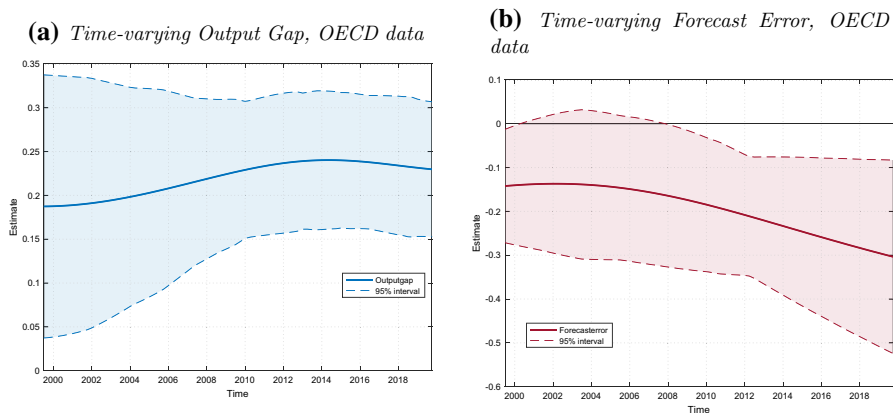 (a) Time-varying Output Gap, OECD data
0.35
0.3
0.25
0.2
0.15
0.1
0.05
0
Estimate
2000 2002 2004 2006 2008 2010 2012 2014 2016 2018
Time
Outputgap
95% interval
(b) Time-varying Forecast Error, OECD
data
0.1
0
-0.1
-0.2
-0.3
-0.4
-0.5
-0.6
Estimate
2000 2002 2004 2006 2008 2010 2012 2014 2016 2018
Time
Forecasterror
95% interval